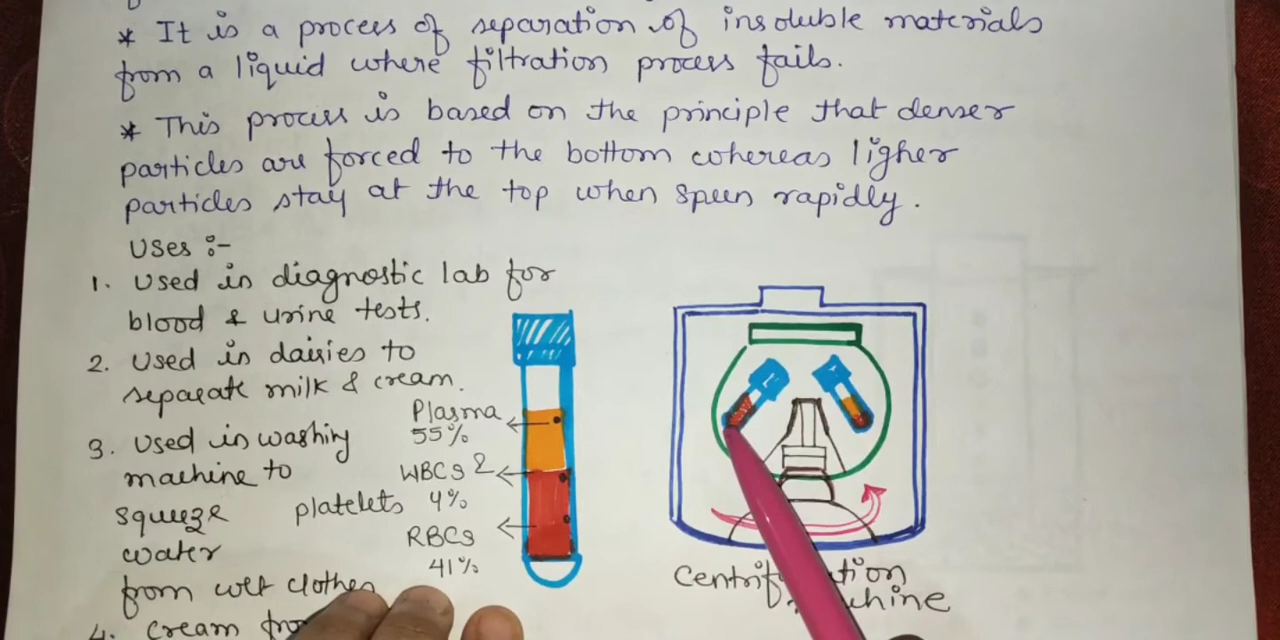 * It is a process of separation of insoluble materials
from a liquid where filtration process fails.
* This process is based on the principle that denser
particles are forced to the bottom whereas ligher
particles stay at the top when spun rapidly.
Uses :-
1. Used in diagnostic lab for
blood & urine tests.
2. Used in dairies to
separate milk & cream.
3. Used in washing
machine to
squeeze
water
from wet clothes
4. Cream
Plasma
55%
WBCs &
platelets 4%
RBCs
41%